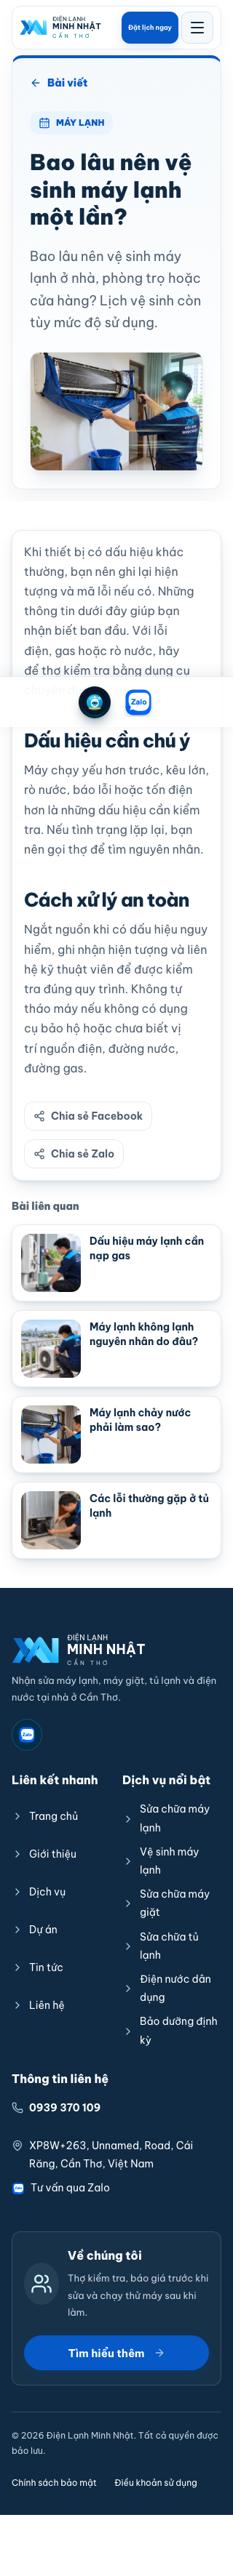 ĐIỆN LẠNH
MINH NHẬT
CẦN THƠ
Đặt lịch ngay
Bài viết
MÁY LẠNH
Bao lâu nên vệ
sinh máy lạnh
một lần?
Bao lâu nên vệ sinh máy
lạnh ở nhà, phòng trọ hoặc
cửa hàng? Lịch vệ sinh còn
tùy mức độ sử dụng.
Khi thiết bị có dấu hiệu khác
thường, bạn nên ghi lại hiện
tượng và mã lỗi nếu có. Những
thông tin dưới đây giúp bạn
nhận biết ban đầu. Với lỗi
điện, gas hoặc rò nước, hãy
để thợ kiểm tra bằng dụng cụ
Zalo
Dấu hiệu cần chú ý
Máy chạy yếu hơn trước, kêu lớn,
rò nước, báo lỗi hoặc tốn điện
hơn là những dấu hiệu cần kiểm
tra. Nếu tình trạng lặp lại, bạn
nên gọi thợ để tìm nguyên nhân.
Cách xử lý an toàn
Ngắt nguồn khi có dấu hiệu nguy
hiểm, ghi nhận hiện tượng và liên
hệ kỹ thuật viên để được kiểm
tra đúng quy trình. Không tự
tháo máy nếu không có dụng
cụ bảo hộ hoặc chưa biết vị
trí nguồn điện, đường nước,
đường gas.
Chia sẻ Facebook
Chia sẻ Zalo
Bài liên quan
Dấu hiệu máy lạnh cần
nạp gas
Máy lạnh không lạnh
nguyên nhân do đâu?
Máy lạnh chảy nước
phải làm sao?
Các lỗi thường gặp ở tủ
lạnh
ĐIỆN LẠNH
MINH NHẬT
CẦN THƠ
Nhận sửa máy lạnh, máy giặt, tủ lạnh và điện
nước tại nhà ở Cần Thơ.
Zalo
Liên kết nhanh
Trang chủ
Giới thiệu
Dịch vụ
Dự án
Tin tức
Liên hệ
Dịch vụ nổi bật
Sửa chữa máy
lạnh
Vệ sinh máy
lạnh
Sửa chữa máy
giặt
Sửa chữa tủ
lạnh
Điện nước dân
dụng
Bảo dưỡng định
kỳ
Thông tin liên hệ
0939 370 109
XP8W+263, Unnamed, Road, Cái
Răng, Cần Thơ, Việt Nam
Tư vấn qua Zalo
Về chúng tôi
Thợ kiểm tra, báo giá trước khi
sửa và chạy thử máy sau khi
làm.
Tìm hiểu thêm
© 2026 Điện Lạnh Minh Nhật. Tất cả quyền được
bảo lưu.
Chính sách bảo mật
Điều khoản sử dụng